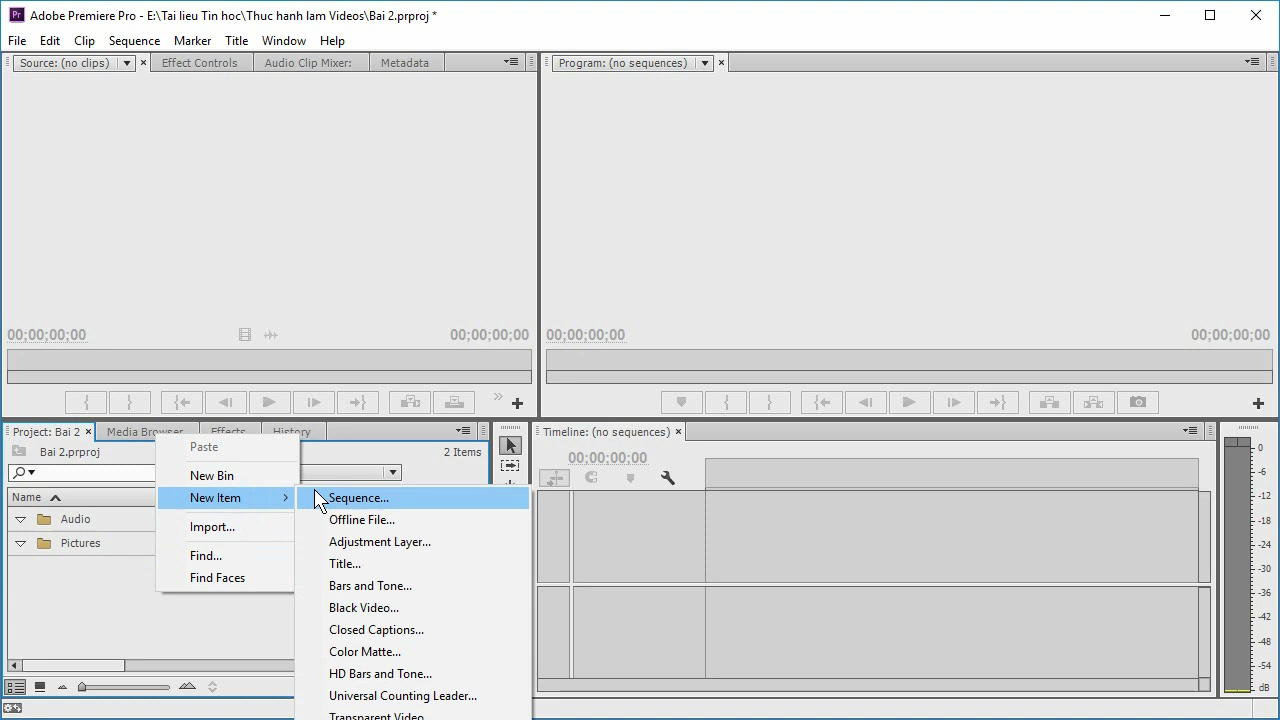 Adobe Premiere Pro - E:\Tai lieu Tin hoc\Thuc hanh lam Videos\Bai 2.prproj *
File Edit Clip Sequence Marker Title Window Help
Source: (no clips) Effect Controls Audio Clip Mixer: Metadata
Program: (no sequences)
00;00;00;00 00;00;00;00
00;00;00;00 00;00;00;00
Project: Bai 2 Media Browser Effects History
Timeline: (no sequences)
Bai 2.prproj 2 Items
00;00;00;00
Name
Audio
Pictures
Paste
New Bin
New Item
Import...
Find...
Find Faces
Sequence...
Offline File...
Adjustment Layer...
Title...
Bars and Tone...
Black Video...
Closed Captions...
Color Matte...
HD Bars and Tone...
Universal Counting Leader...
Transparent Video
0
-6
-12
-18
-24
-30
-36
-42
-48
-54
dB